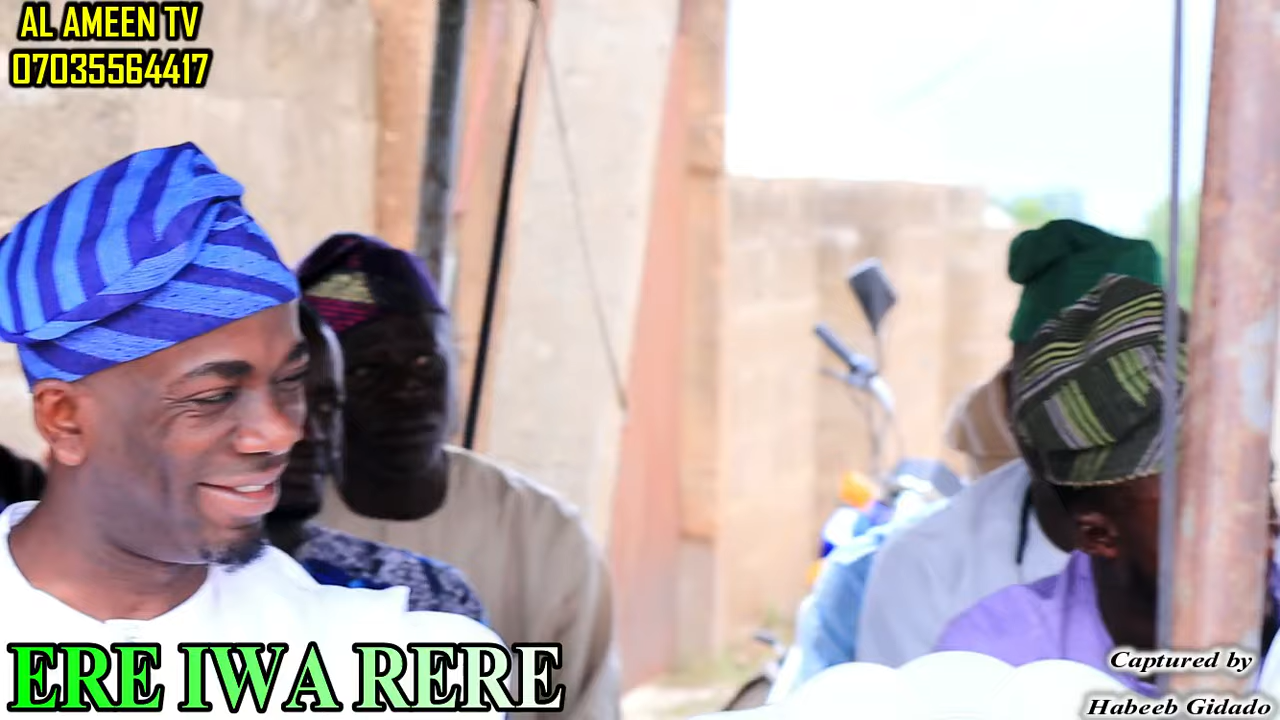 AL AMEEN TV
07035564417
ERE IWA RERE
Captured by
Habeeb Gidado